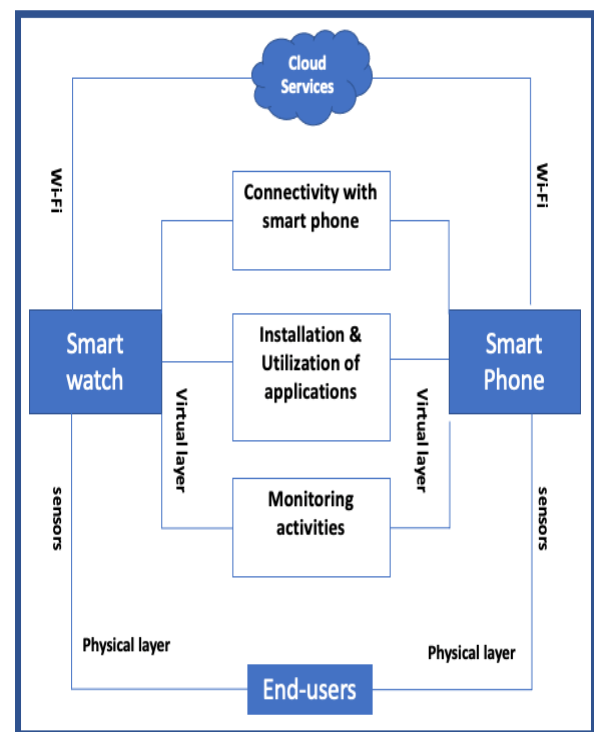 Cloud
Services
Wi-Fi
Wi-Fi
Connectivity with
smart phone
Smart
watch
Installation &
Utilization of
applications
Smart
Phone
Virtual layer
Virtual layer
Monitoring
activities
sensors
sensors
Physical layer
Physical layer
End-users